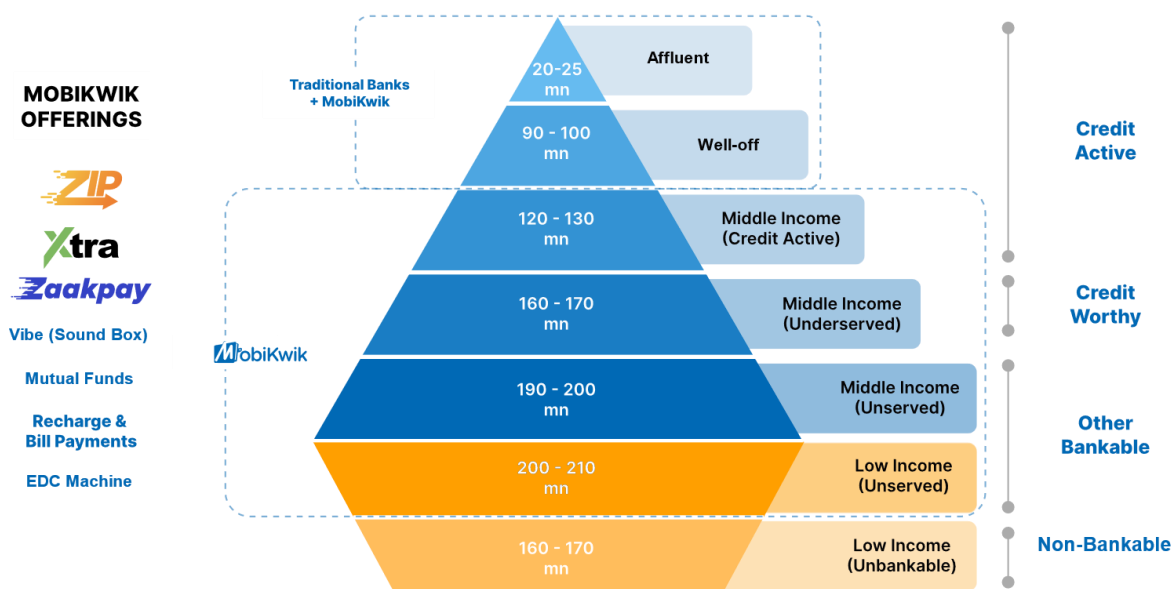 MOBIKWIK
OFFERINGS
ZIP
Xtra
Zaakpay
Vibe (Sound Box)
Mutual Funds
Recharge &
Bill Payments
EDC Machine
Traditional Banks
+ MobiKwik
MobiKwik
20-25
mn
Affluent
90 - 100
mn
Well-off
120 - 130
mn
Middle Income
(Credit Active)
160 - 170
mn
Middle Income
(Underserved)
190 - 200
mn
Middle Income
(Unserved)
200 - 210
mn
Low Income
(Unserved)
160 - 170
mn
Low Income
(Unbankable)
Credit
Active
Credit
Worthy
Other
Bankable
Non-Bankable